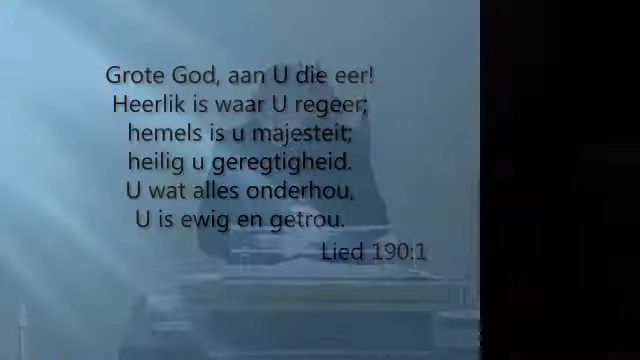 Grote God, aan U die eer!
Heerlik is waar U regeer;
hemels is u majesteit;
heilig u geregtigheid.
U wat alles onderhou,
U is ewig en getrou.
Lied 190:1